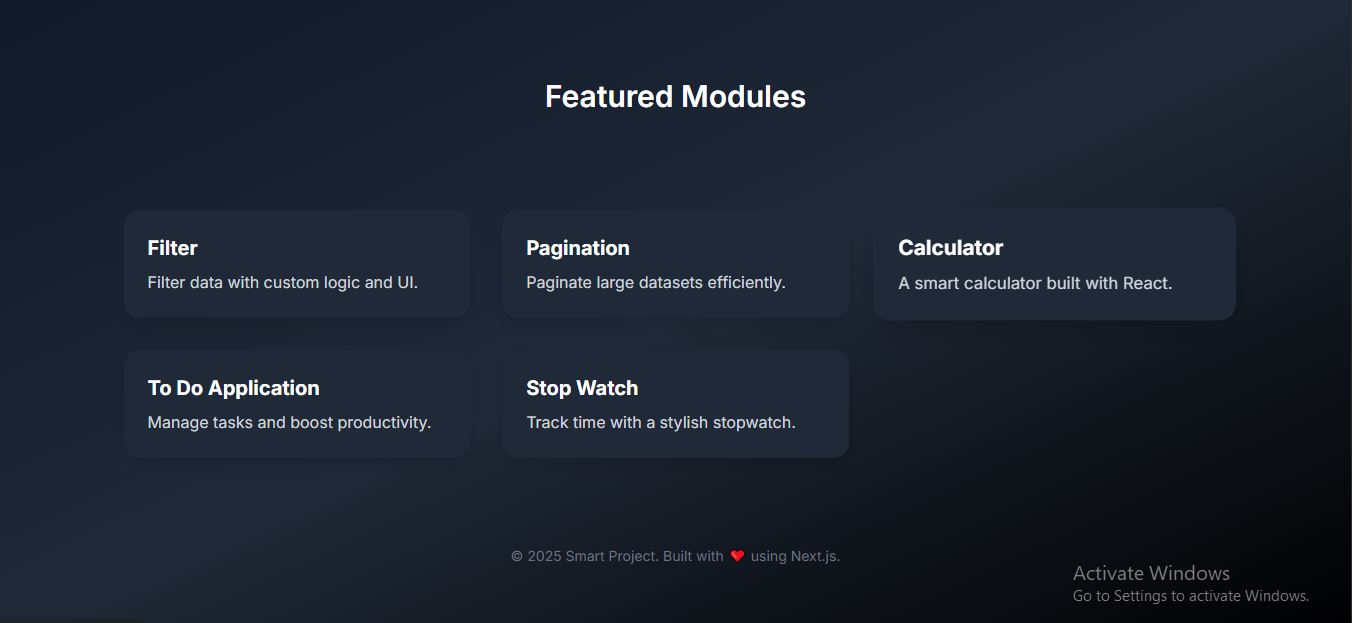 Featured Modules
Filter
Filter data with custom logic and UI.
Pagination
Paginate large datasets efficiently.
Calculator
A smart calculator built with React.
To Do Application
Manage tasks and boost productivity.
Stop Watch
Track time with a stylish stopwatch.
© 2025 Smart Project. Built with ❤️ using Next.js.
Activate Windows
Go to Settings to activate Windows.